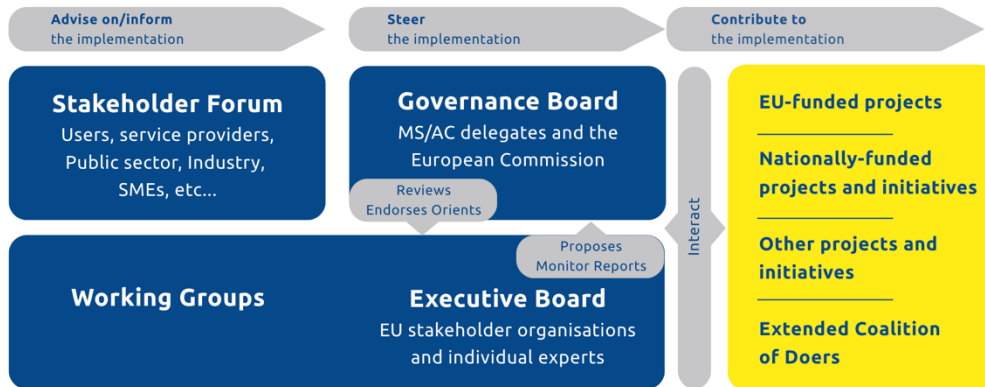 Advise on/inform
the implementation
Steer
the implementation
Contribute to
the implementation
Stakeholder Forum
Users, service providers,
Public sector, Industry,
SMEs, etc...
Governance Board
MS/AC delegates and the
European Commission
Reviews
Endorses Orients
Proposes
Monitor Reports
Working Groups
Executive Board
EU stakeholder organisations
and individual experts
Interact
EU-funded projects
Nationally-funded
projects and initiatives
Other projects and
initiatives
Extended Coalition
of Doers